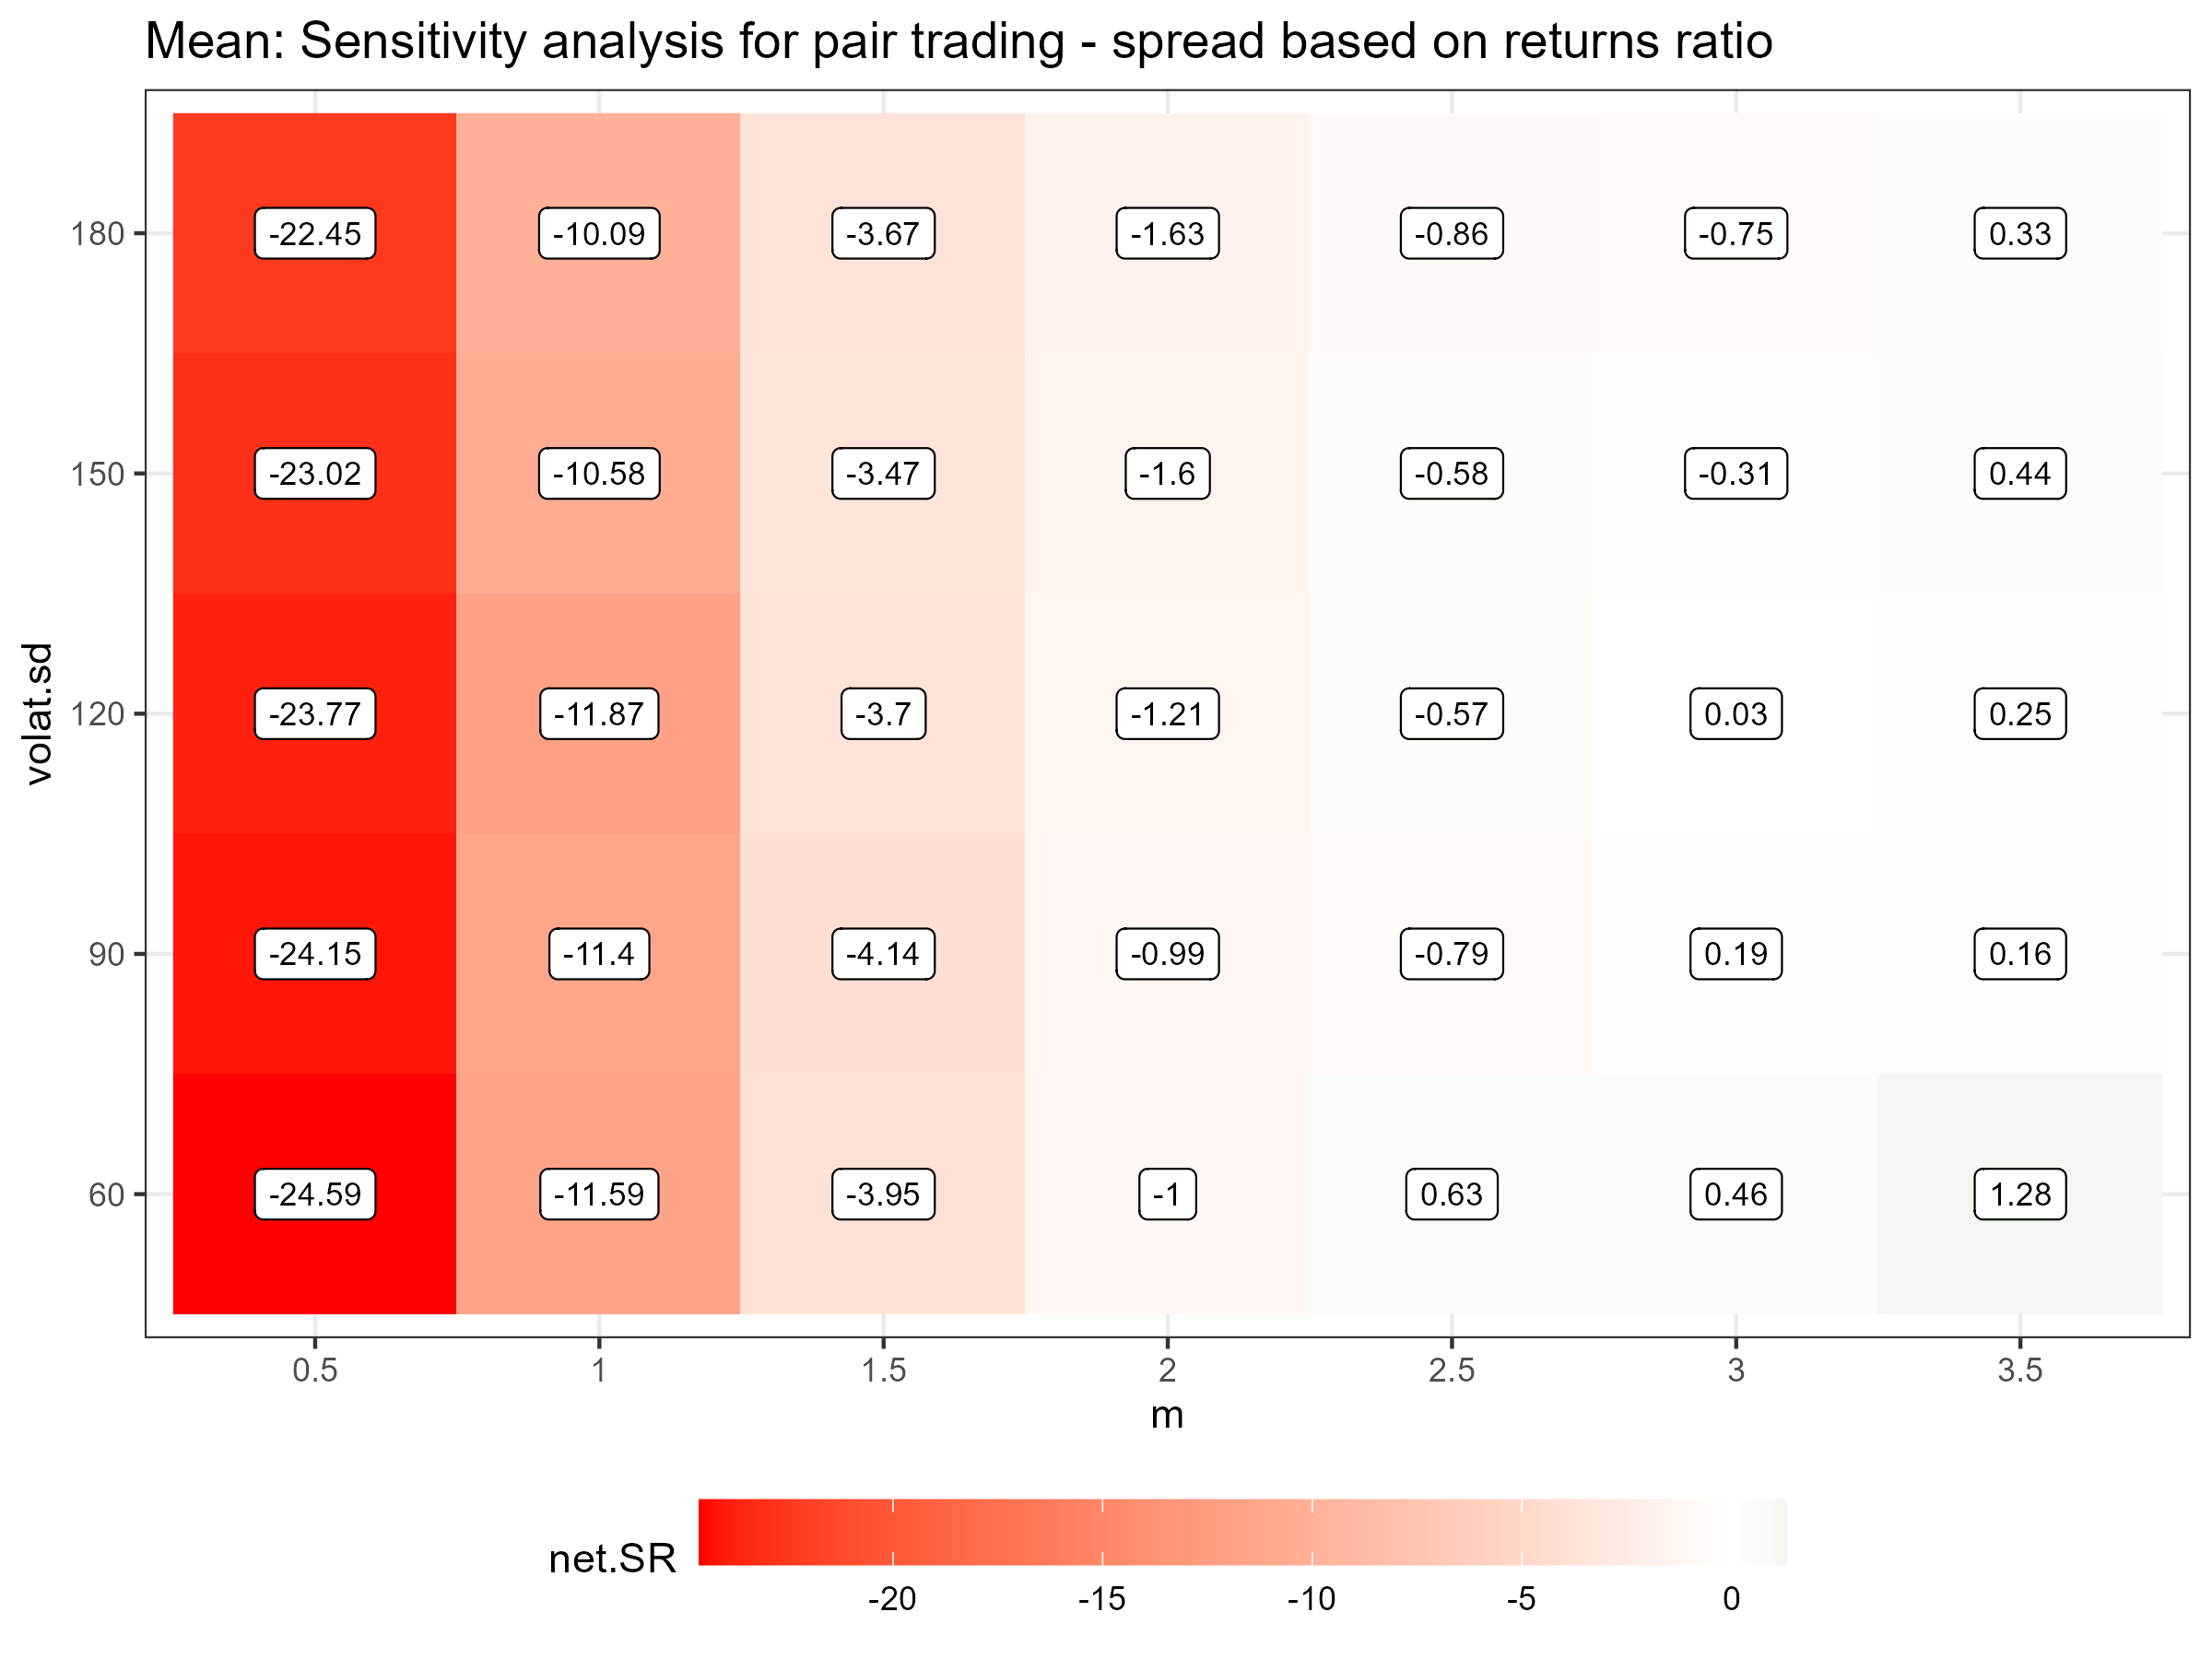 Mean: Sensitivity analysis for pair trading - spread based on returns ratio
volat.sd
180 -22.45 -10.09 -3.67 -1.63 -0.86 -0.75 0.33
150 -23.02 -10.58 -3.47 -1.6 -0.58 -0.31 0.44
120 -23.77 -11.87 -3.7 -1.21 -0.57 0.03 0.25
90 -24.15 -11.4 -4.14 -0.99 -0.79 0.19 0.16
60 -24.59 -11.59 -3.95 -1 0.63 0.46 1.28
0.5 1 1.5 2 2.5 3 3.5
m
net.SR
-20 -15 -10 -5 0